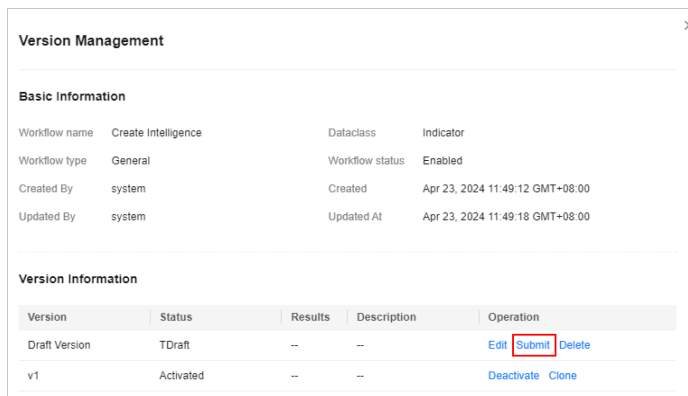 Version Management
Basic Information
Workflow name Create Intelligence Dataclass Indicator
Workflow type General Workflow status Enabled
Created By system Created Apr 23, 2024 11:49:12 GMT+08:00
Updated By system Updated At Apr 23, 2024 11:49:18 GMT+08:00
Version Information
Version Status Results Description Operation
Draft Version TDraft -- -- Edit Submit Delete
v1 Activated -- -- Deactivate Clone